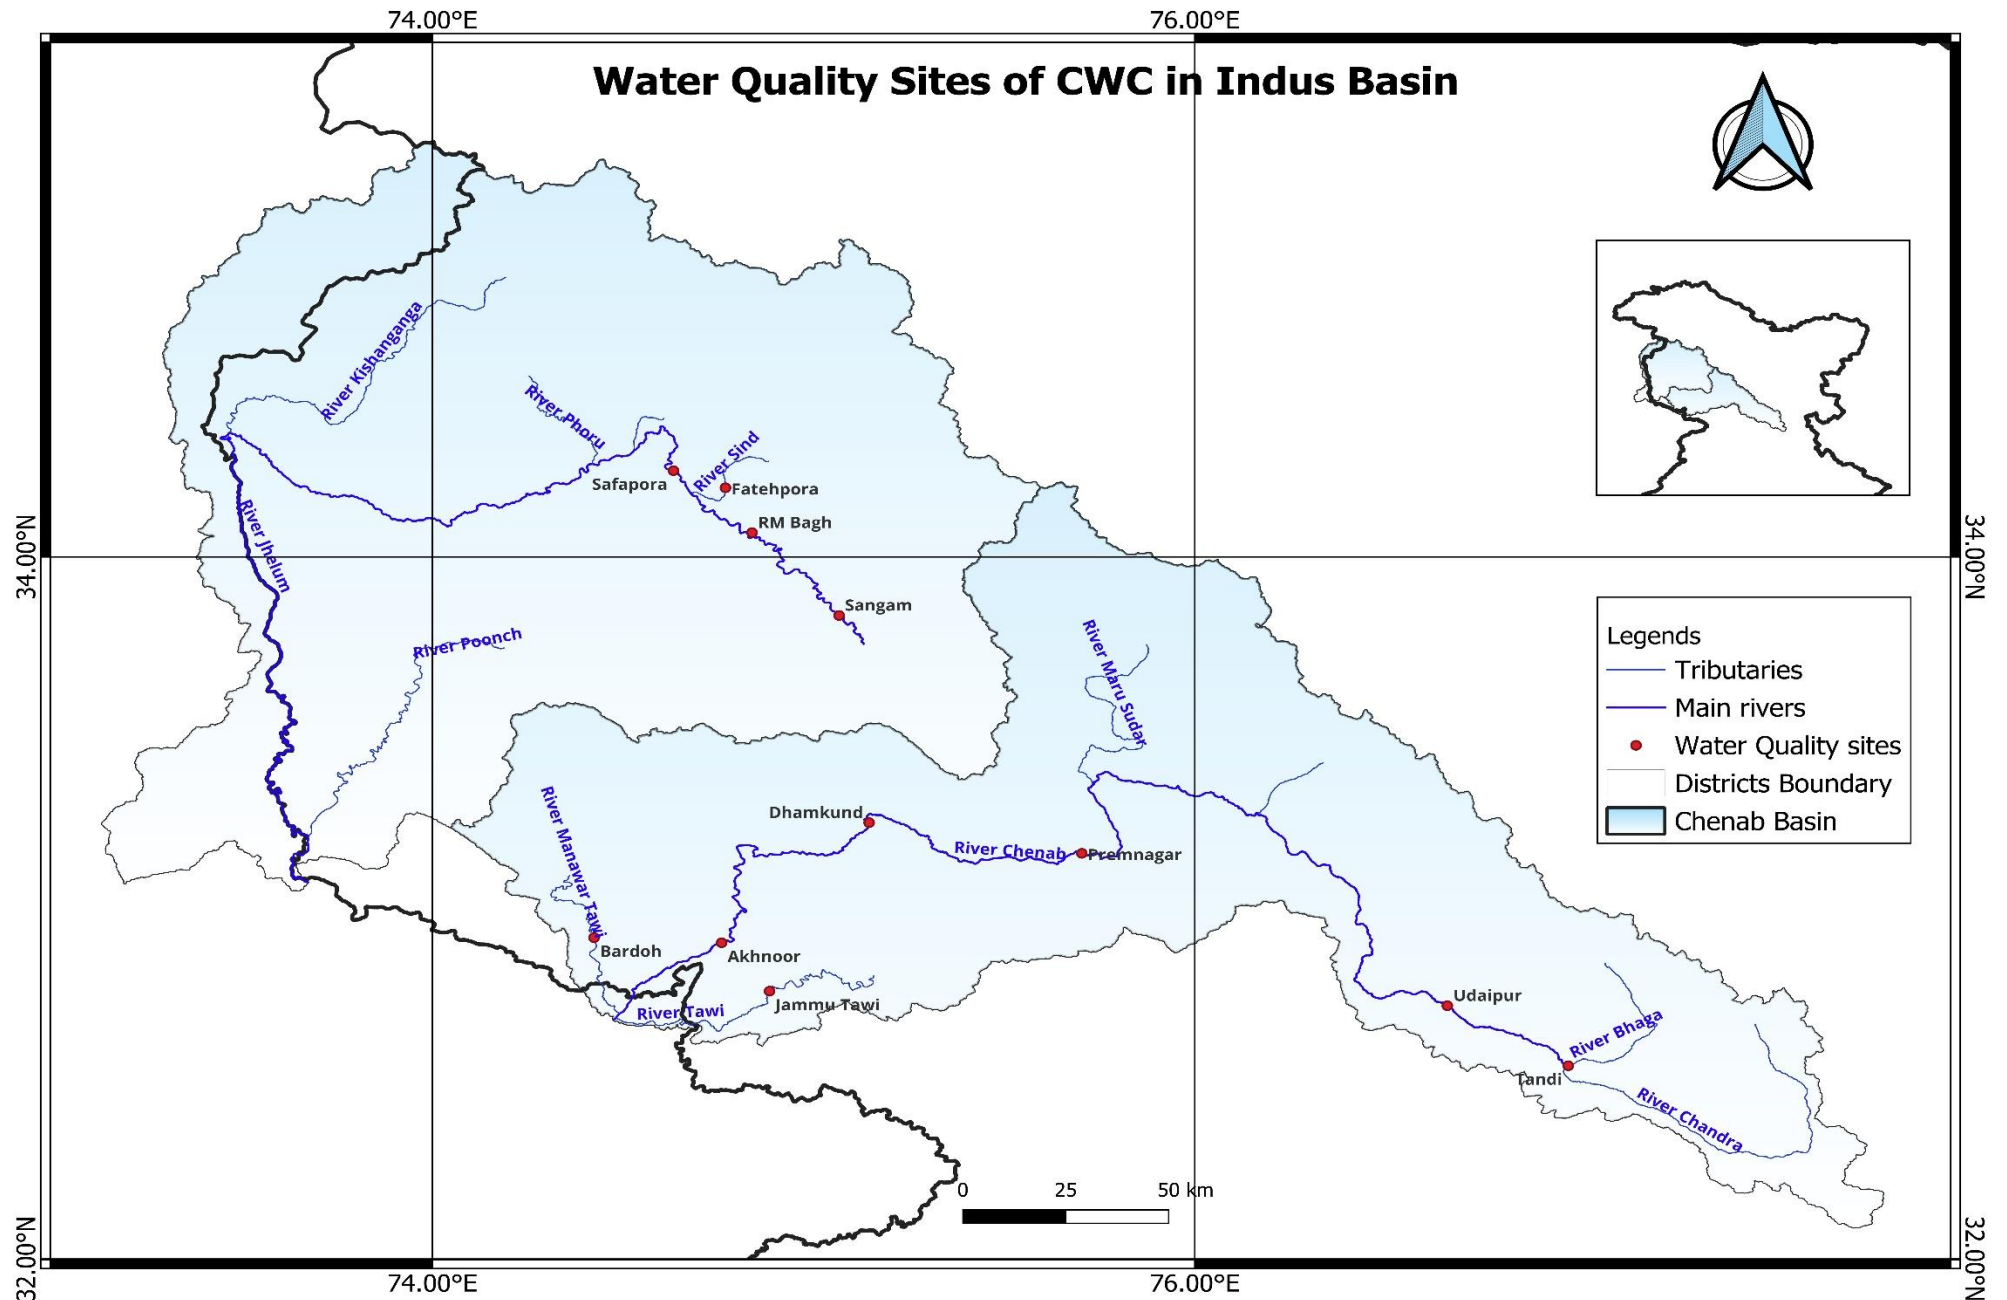 74.00°E
76.00°E
Water Quality Sites of CWC in Indus Basin
River Kishanganga
River Phoru
River Sind
Safapora
Fatehpora
RM Bagh
River Jhelum
34.00°N
34.00°N
Sangam
River Poonch
River Maru Sudar
Legends
Tributaries
Main rivers
Water Quality sites
Districts Boundary
Chenab Basin
River Manawar Tawi
Dhamkund
River Chenab
Premnagar
Bardoh
Akhnoor
Jammu Tawi
River Tawi
Udaipur
River Bhaga
Tandi
River Chandra
0 25 50 km
32.00°N
32.00°N
74.00°E
76.00°E